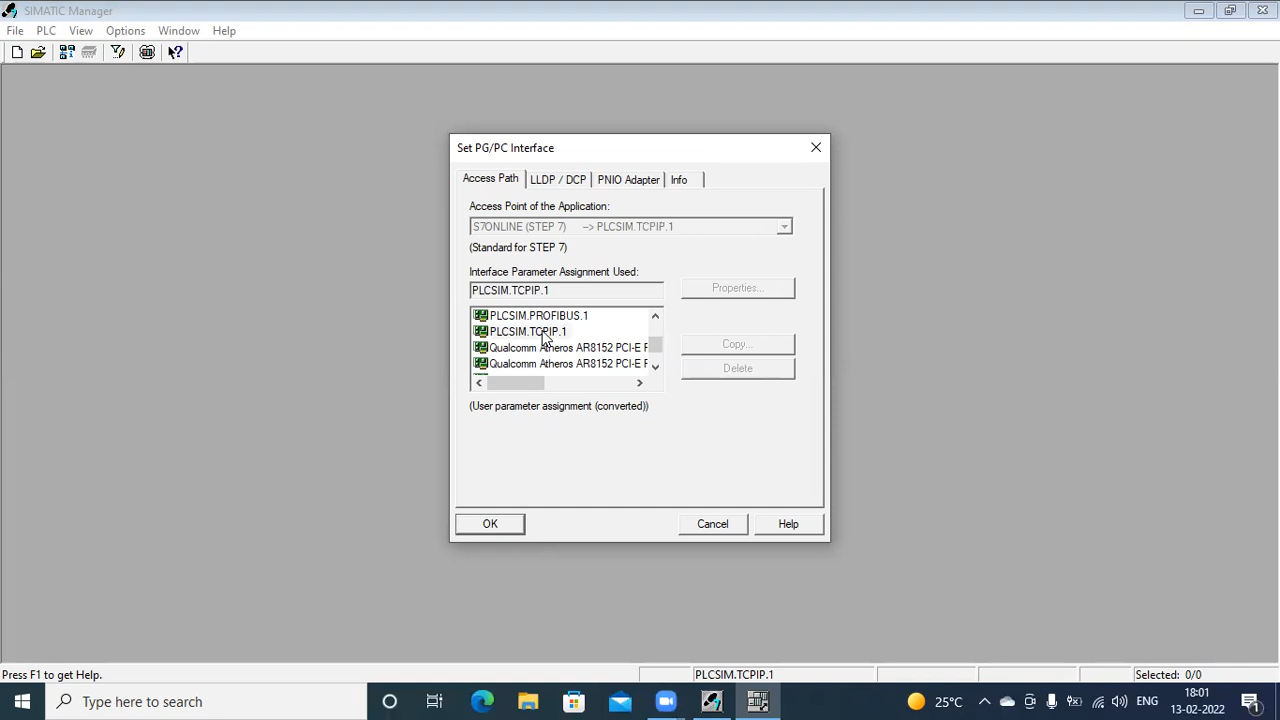 SIMATIC Manager
File PLC View Options Window Help
Set PG/PC Interface
Access Path LLDP / DCP PNIO Adapter Info
Access Point of the Application:
S7ONLINE (STEP 7) --> PLCSIM.TCPIP.1
(Standard for STEP 7)
Interface Parameter Assignment Used:
PLCSIM.TCPIP.1
Properties...
PLCSIM.PROFIBUS.1
PLCSIM.TCPIP.1
Qualcomm Atheros AR8152 PCI-E F
Qualcomm Atheros AR8152 PCI-E F
Copy...
Delete
(User parameter assignment (converted))
OK Cancel Help
Press F1 to get Help. PLCSIM.TCPIP.1 Selected: 0/0
Type here to search 25°C ENG 18:01
13-02-2022 1